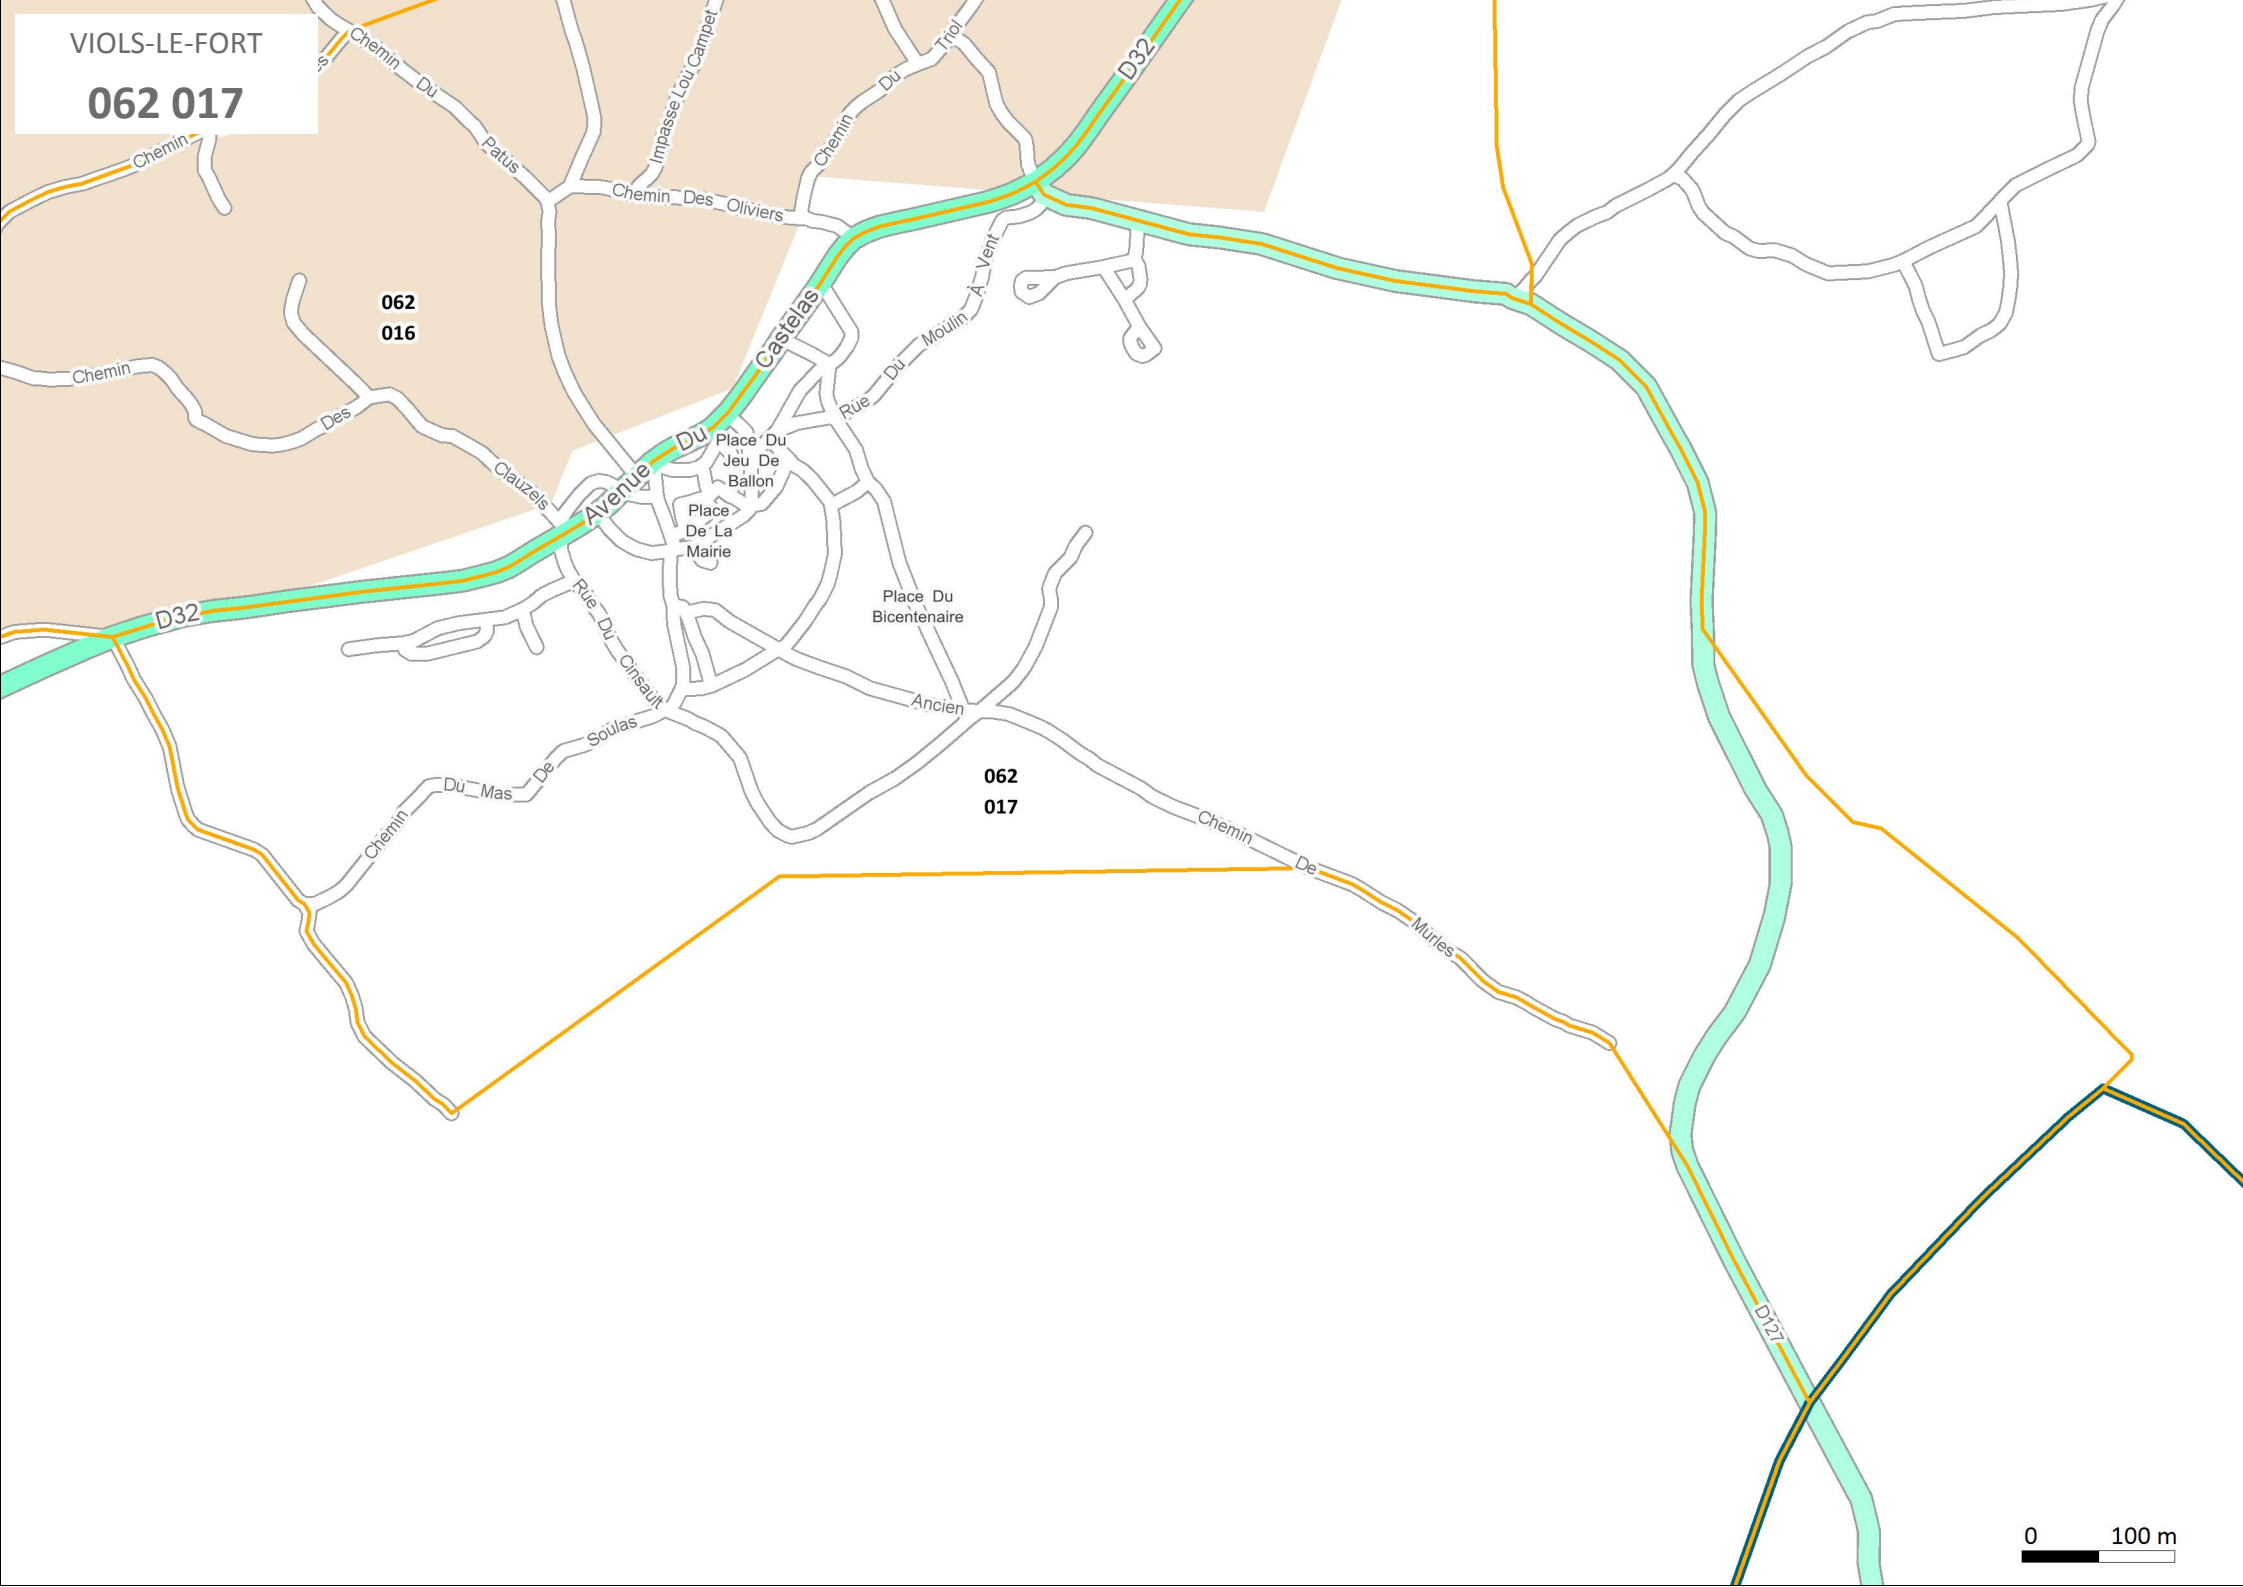 VIOLS-LE-FORT
062 017
Chemin Du Patus
Impasse Lou Campet
Chemin Du Triol
D32
Chemin
Chemin Des Oliviers
Rue Du Moulin À Vent
062
016
Avenue Du Castelas
Chemin Des Clauzels
Place Du
Jeu De
Ballon
Place
De La
Mairie
Place Du
Bicentenaire
D32
Rue Du Cinsault
Chemin Du Mas De Soulas
Ancien Chemin De Murles
062
017
D127
0 100 m